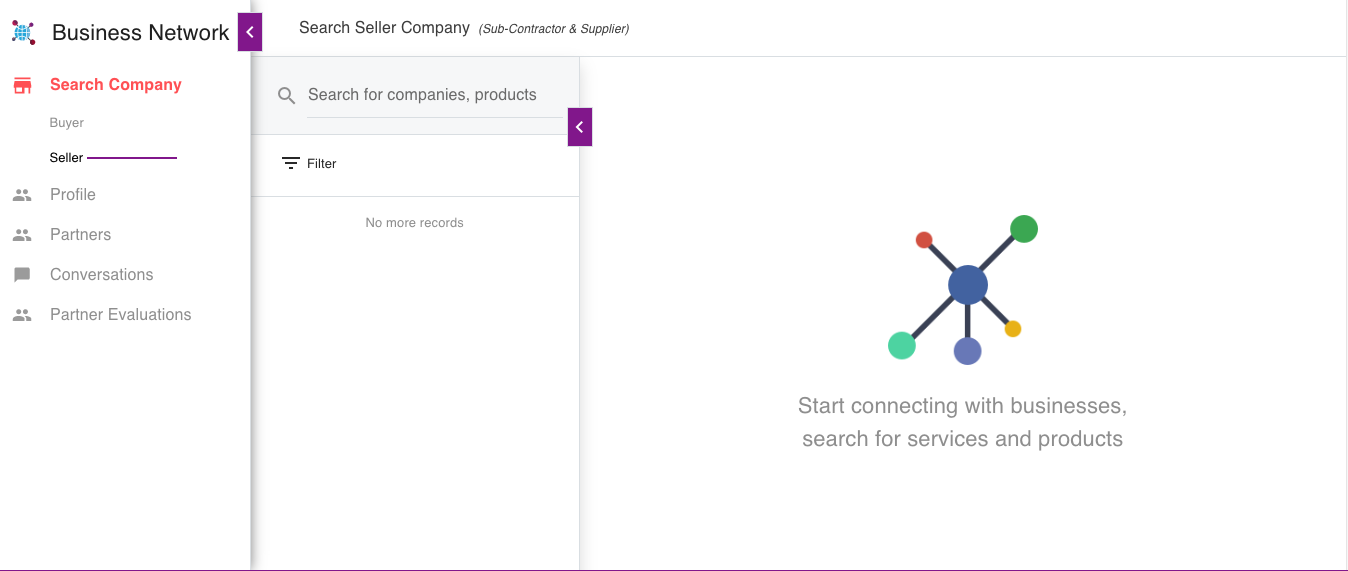 Business Network
Search Company
Buyer
Seller
Profile
Partners
Conversations
Partner Evaluations
Search Seller Company (Sub-Contractor & Supplier)
Search for companies, products
Filter
No more records
Start connecting with businesses,
search for services and products